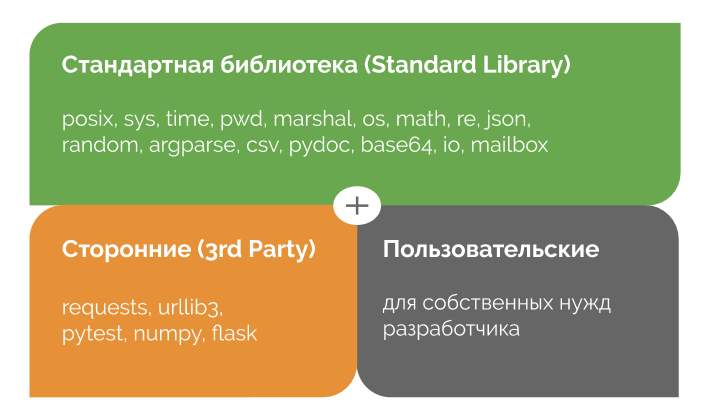 Стандартная библиотека (Standard Library)
posix, sys, time, pwd, marshal, os, math, re, json,
random, argparse, csv, pydoc, base64, io, mailbox
+
Сторонние (3rd Party)
requests, urllib3,
pytest, numpy, flask
Пользовательские
для собственных нужд
разработчика